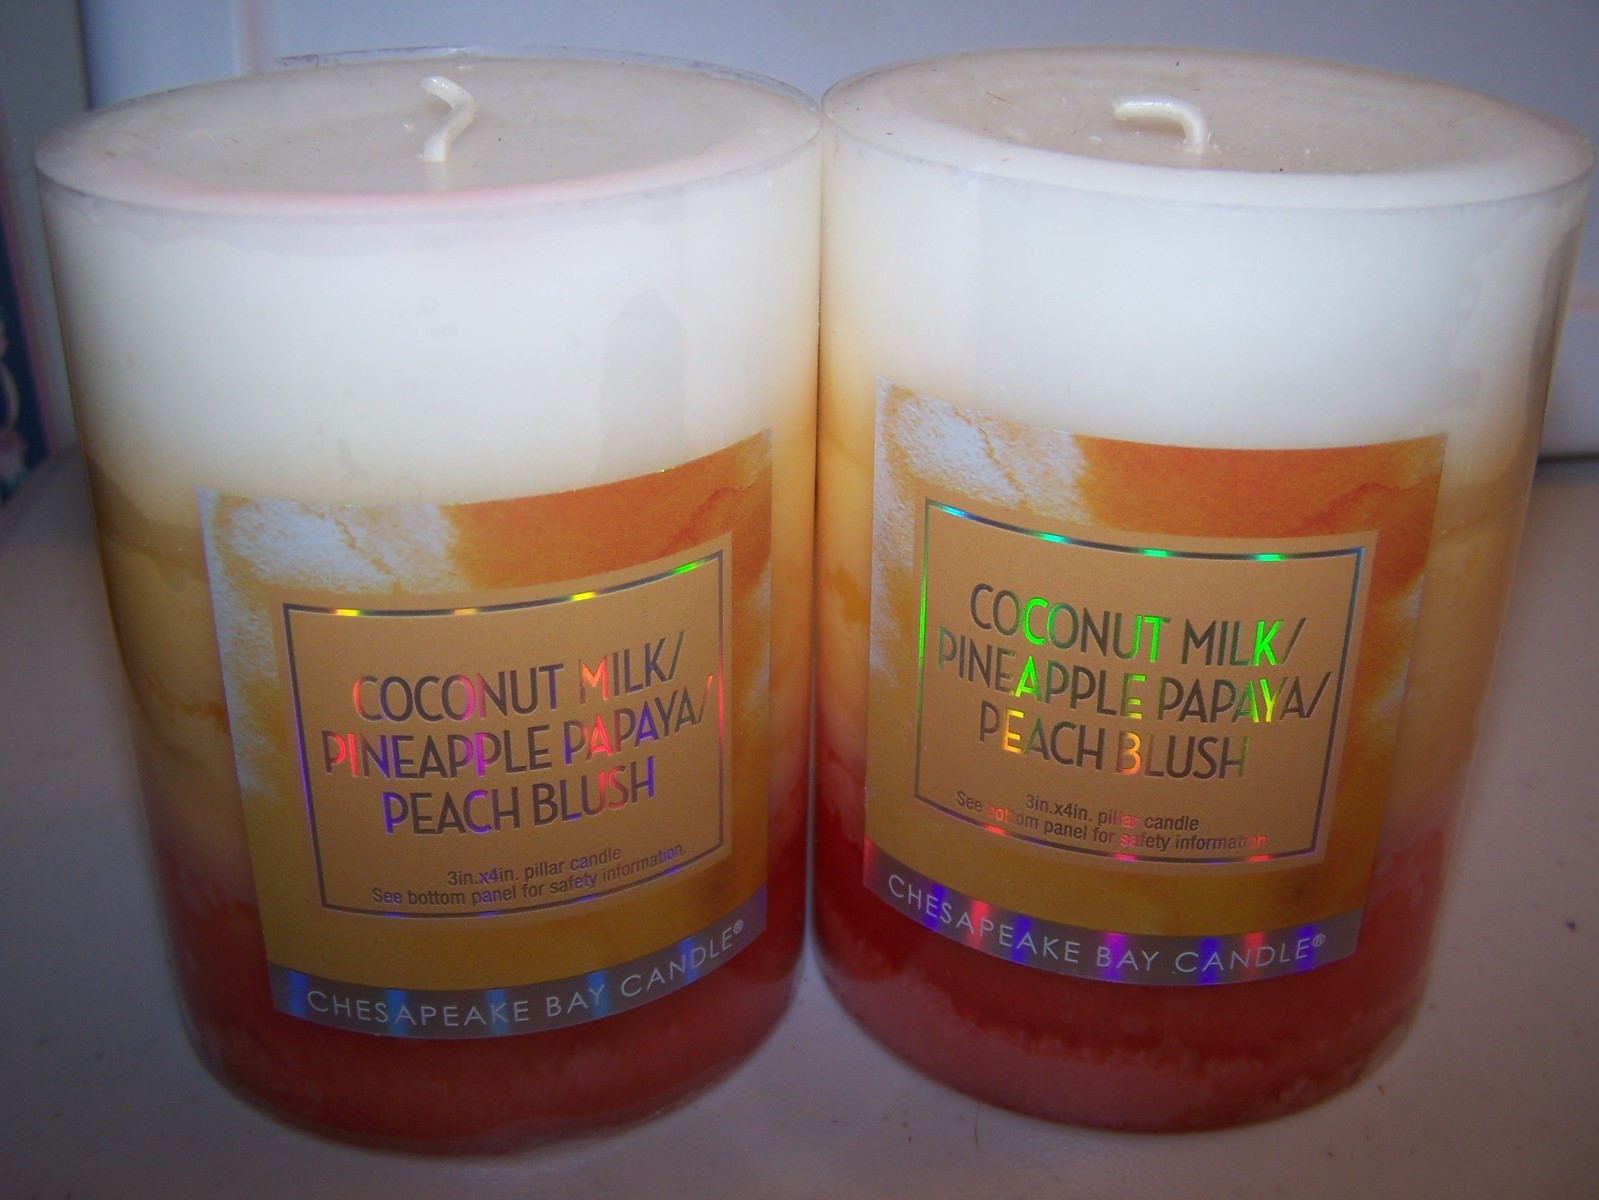 COCONUT MILK/
PINEAPPLE PAPAYA/
PEACH BLUSH
3in.x4in. pillar candle
See bottom panel for safety information.
CHESAPEAKE BAY CANDLE®
COCONUT MILK/
PINEAPPLE PAPAYA/
PEACH BLUSH
3in.x4in. pillar candle
See bottom panel for safety information.
CHESAPEAKE BAY CANDLE®